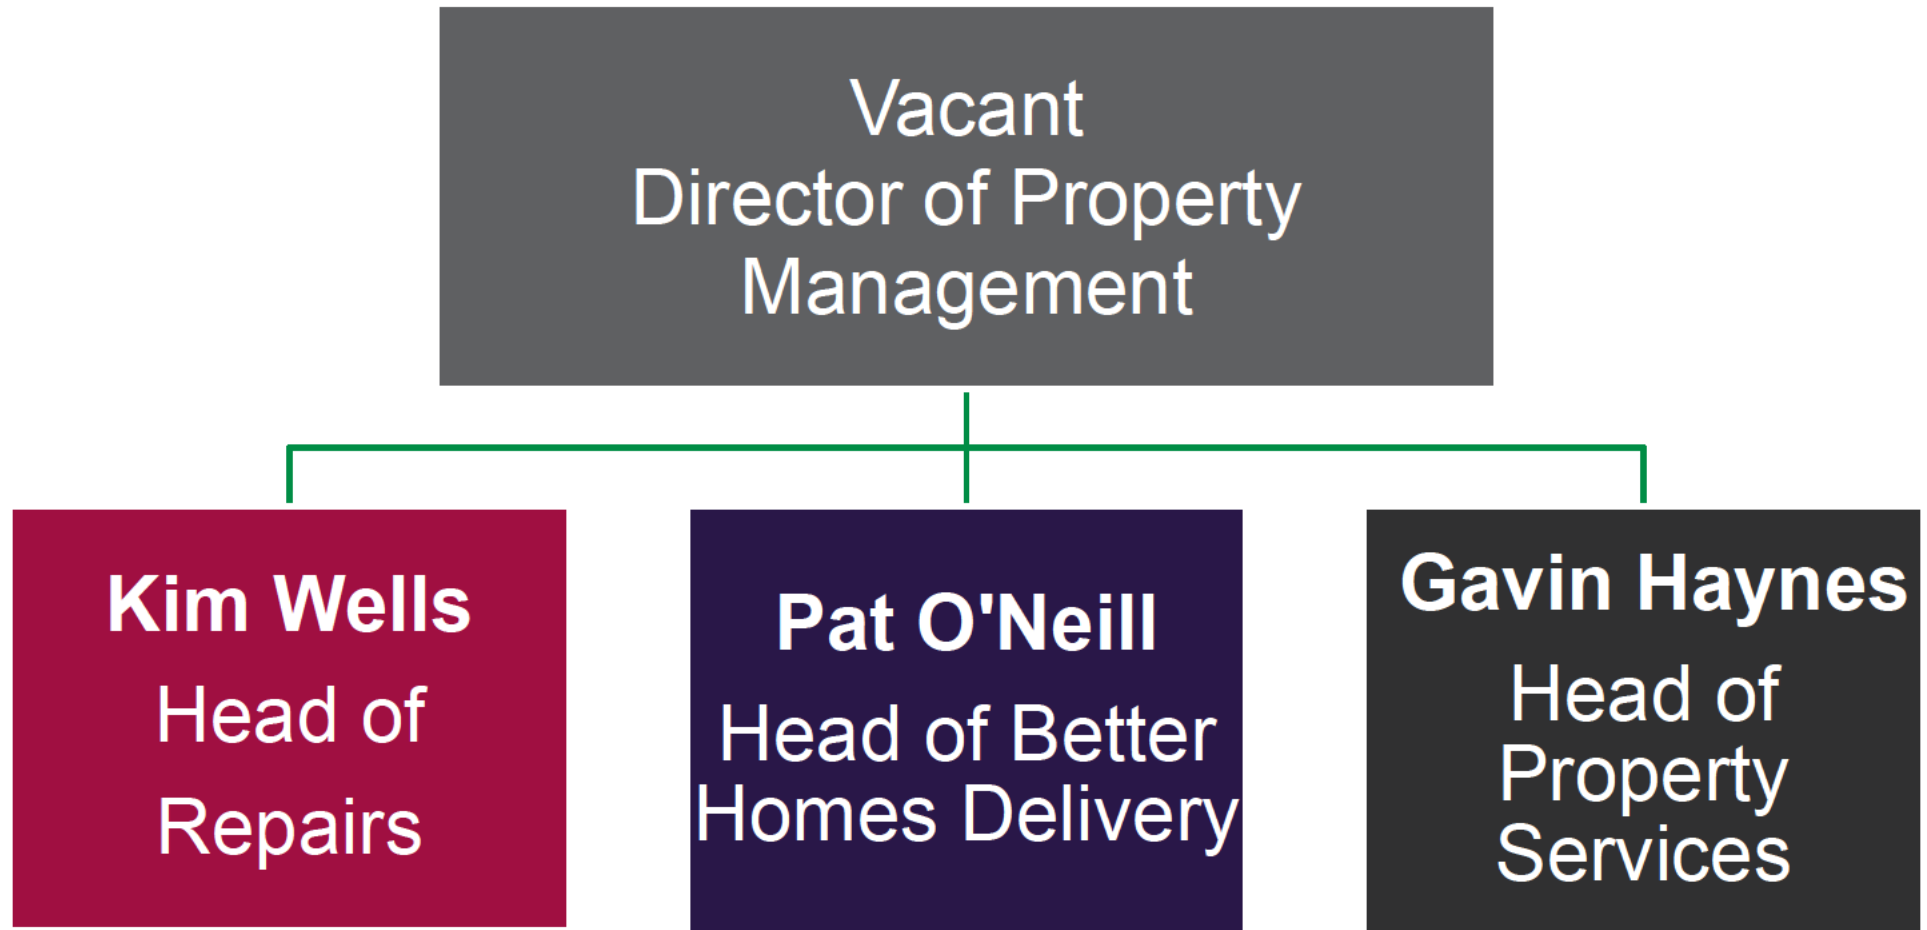 Vacant
Director of Property
Management
Kim Wells
Head of
Repairs
Pat O'Neill
Head of Better
Homes Delivery
Gavin Haynes
Head of
Property
Services